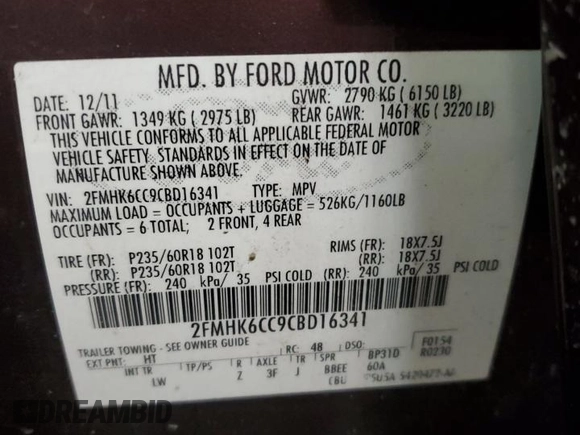 MFD. BY FORD MOTOR CO.
DATE: 12/11 GVWR: 2790 KG ( 6150 LB)
FRONT GAWR: 1349 KG ( 2975 LB) REAR GAWR: 1461 KG ( 3220 LB)
THIS VEHICLE CONFORMS TO ALL APPLICABLE FEDERAL MOTOR
VEHICLE SAFETY, STANDARDS IN EFFECT ON THE DATE OF
MANUFACTURE SHOWN ABOVE.
VIN: 2FMHK6CC9CBD16341 TYPE: MPV
MAXIMUM LOAD = OCCUPANTS + LUGGAGE = 526KG/1160LB
OCCUPANTS = 6 TOTAL; 2 FRONT, 4 REAR
TIRE (FR): P235/60R18 102T RIMS (FR): 18X7.5J
(RR): P235/60R18 102T (RR): 18X7.5J
PRESSURE (FR): 240 kPa/ 35 PSI COLD (RR): 240 kPa/ 35 PSI COLD
2FMHK6CC9CBD16341
TRAILER TOWING - SEE OWNER GUIDE RC: 48 DSO: F0154
EXT PNT: HT BP31D R0230
INT TR TP/PS R AXLE TR SPR 60A
LW Z 3F J BBEE
CBU
DREAMBID